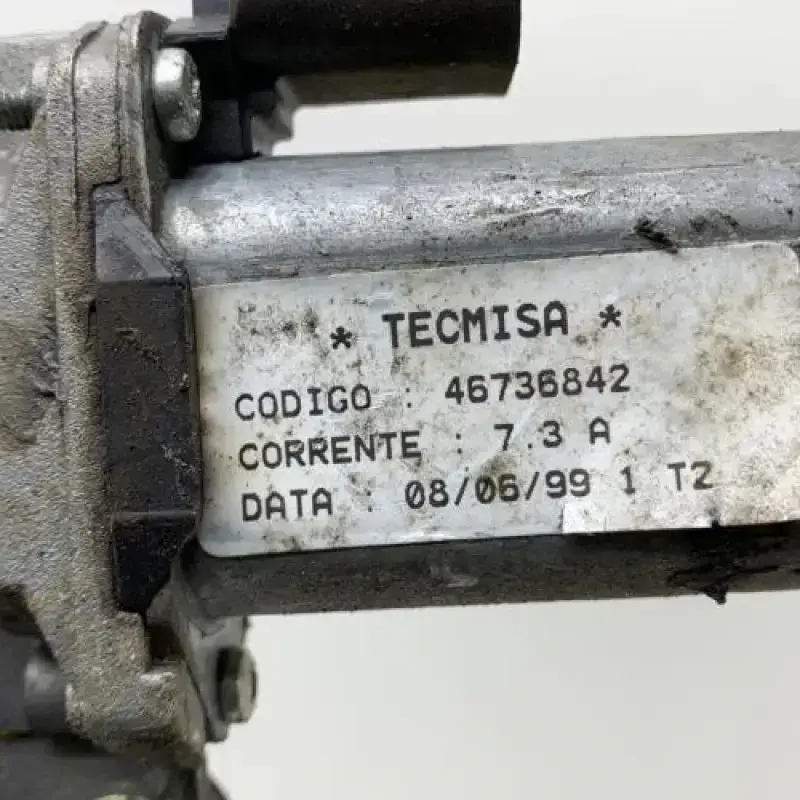 * TECMISA *
CODIGO : 46736842
CORRENTE : 7.3 A
DATA : 08/06/99 1 T2